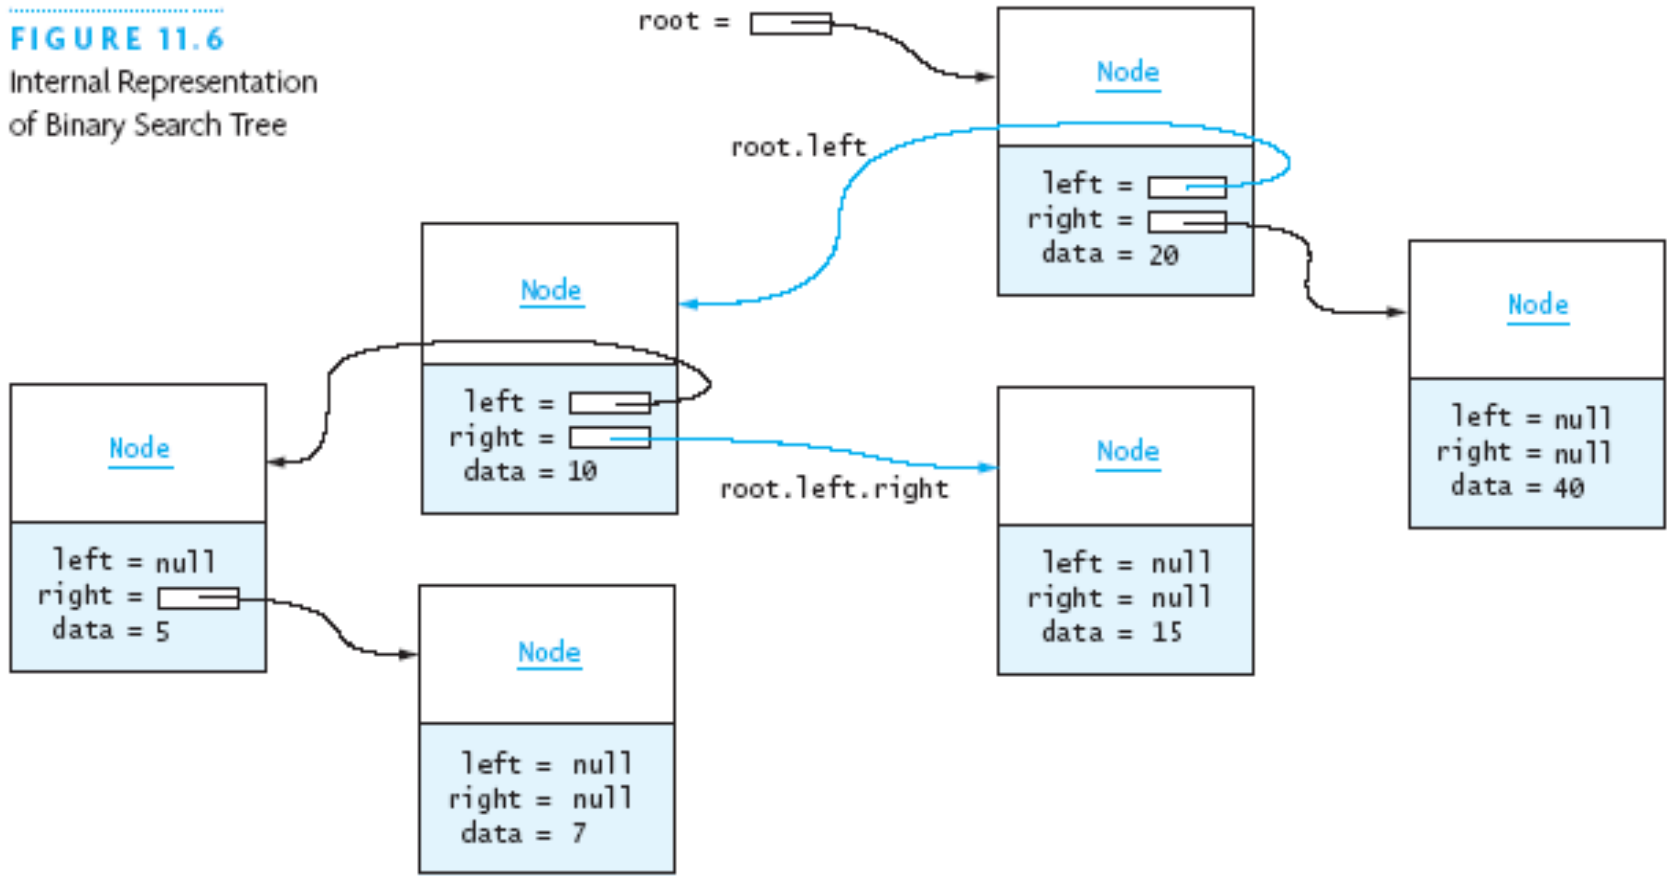 FIGURE 11.6
Internal Representation
of Binary Search Tree
root =
Node
root.left
left =
right =
data = 20
Node
left =
right =
data = 10
root.left.right
Node
left = null
right = null
data = 40
Node
left = null
right =
data = 5
Node
left = null
right = null
data = 15
Node
left = null
right = null
data = 7